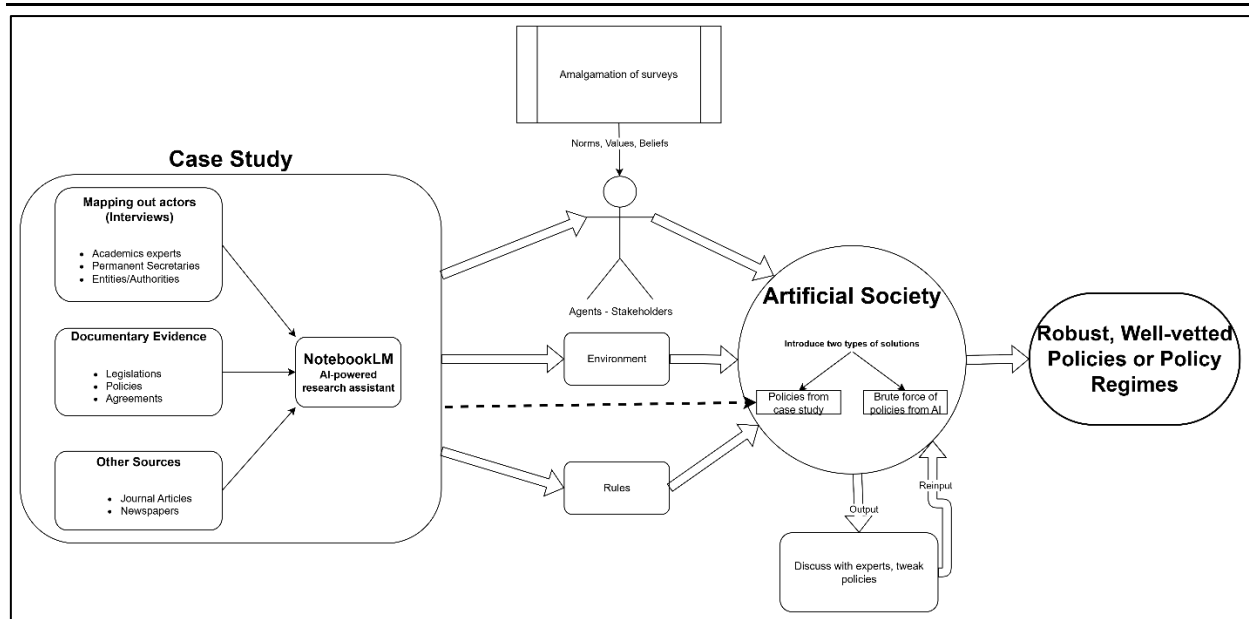 Amalgamation of surveys
Norms, Values, Beliefs
Case Study
Mapping out actors
(Interviews)
• Academics experts
• Permanent Secretaries
• Entities/Authorities
Documentary Evidence
• Legislations
• Policies
• Agreements
Other Sources
• Journal Articles
• Newspapers
NotebookLM
AI-powered
research assistant
Agents - Stakeholders
Environment
Rules
Artificial Society
Introduce two types of solutions
Policies from
case study
Brute force of
policies from AI
Output
Reinput
Discuss with experts, tweak
policies
Robust, Well-vetted
Policies or Policy
Regimes